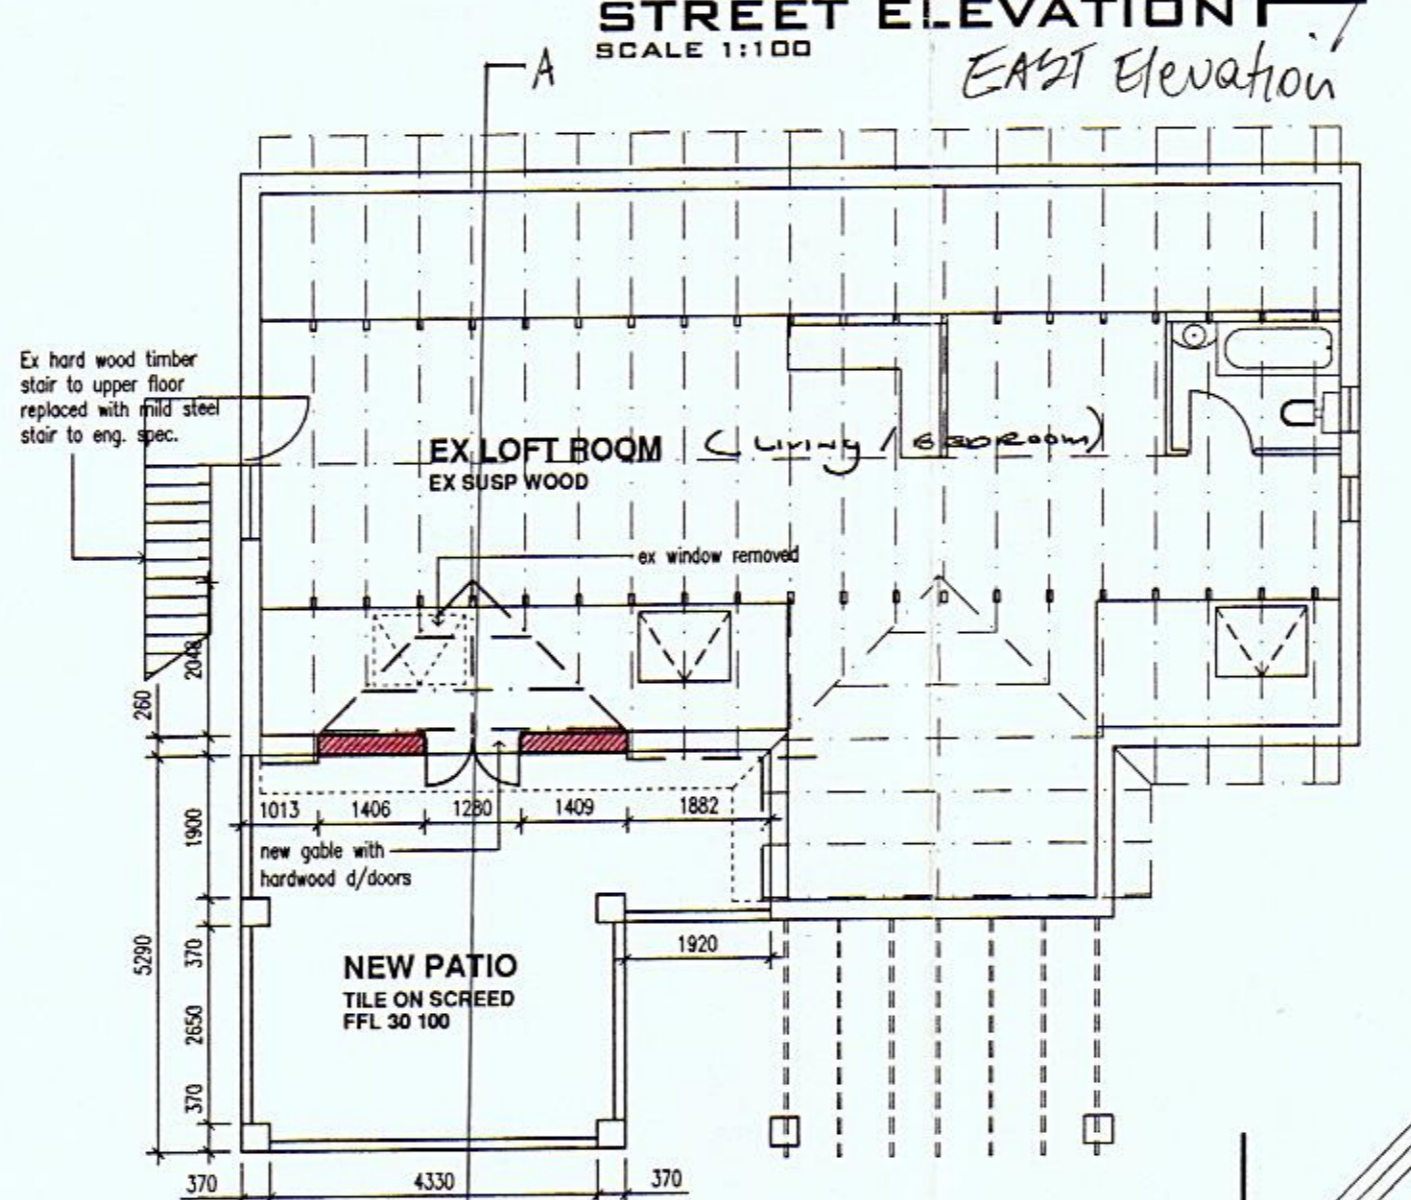 STREET ELEVATION
SCALE 1:100
EAST Elevation
A
Ex hard wood timber
stair to upper floor
replaced with mild steel
stair to eng. spec.
EX LOFT ROOM (Living / BEDROOM)
EX SUSP WOOD
ex window removed
2048
260
1013 1406 1280 1409 1882
1900
new gable with
hardwood d/doors
5290
370
1920
NEW PATIO
TILE ON SCREED
FFL 30 100
2650
370
370 4330 370